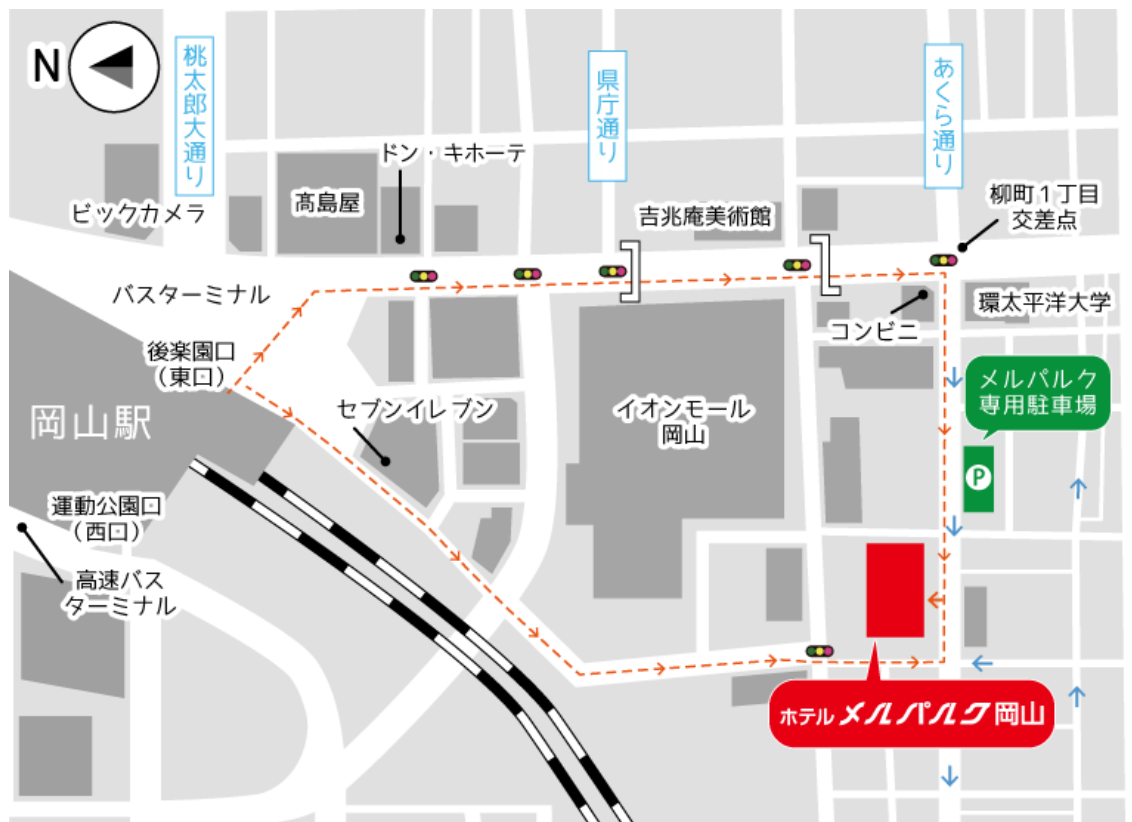 N
桃太郎大通り
県庁通り
あくら通り
ドン・キホーテ
髙島屋
ビックカメラ
吉兆庵美術館
柳町1丁目
交差点
バスターミナル
環太平洋大学
コンビニ
後楽園口
（東口）
メルパルク
専用駐車場
岡山駅
セブンイレブン
イオンモール
岡山
P
運動公園口
（西口）
高速バス
ターミナル
ホテル メルパルク 岡山